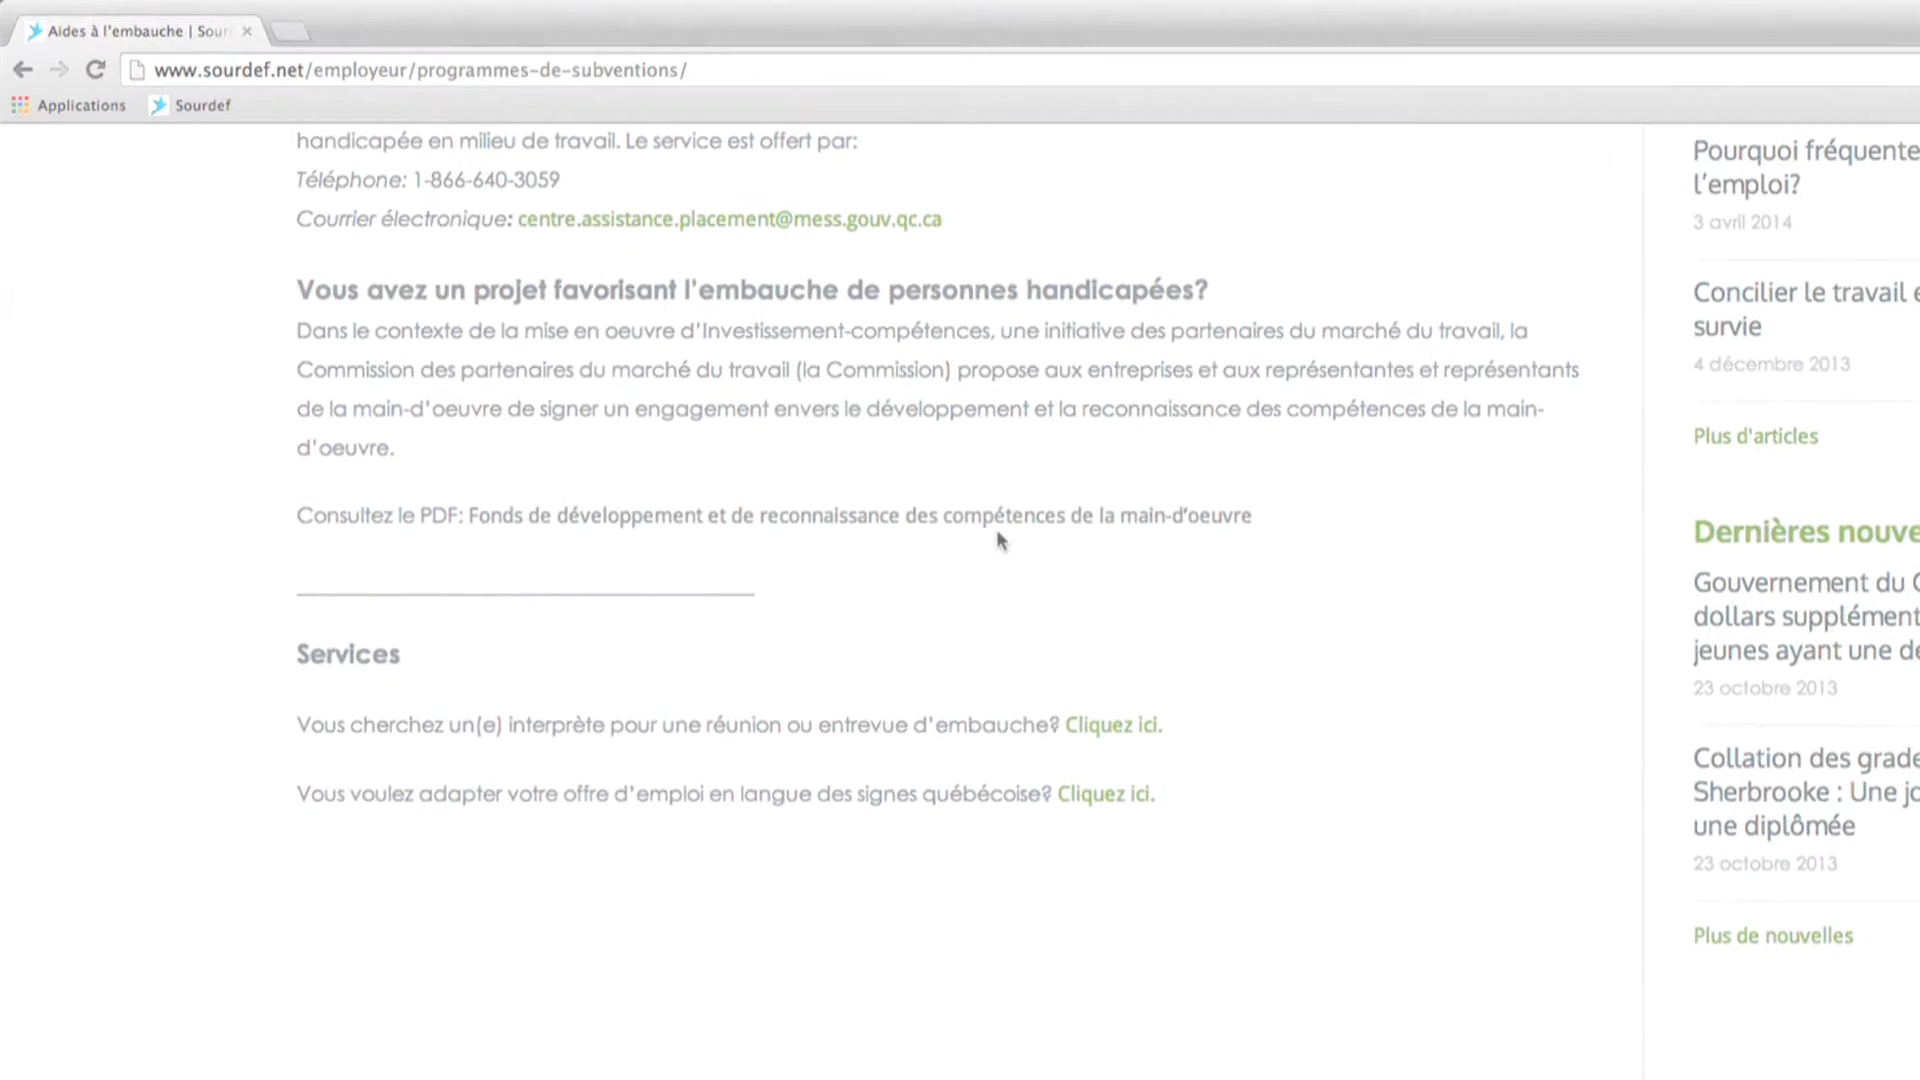 Aides à l'embauche | Sour
www.sourdef.net/employeur/programmes-de-subventions/
Applications
Sourdef
handicapée en milieu de travail. Le service est offert par:
Téléphone: 1-866-640-3059
Courrier électronique: centre.assistance.placement@mess.gouv.qc.ca
Vous avez un projet favorisant l'embauche de personnes handicapées?
Dans le contexte de la mise en oeuvre d'Investissement-compétences, une initiative des partenaires du marché du travail, la
Commission des partenaires du marché du travail (la Commission) propose aux entreprises et aux représentantes et représentants
de la main-d'oeuvre de signer un engagement envers le développement et la reconnaissance des compétences de la main-
d'oeuvre.
Consultez le PDF: Fonds de développement et de reconnaissance des compétences de la main-d'oeuvre
Services
Vous cherchez un(e) interprète pour une réunion ou entrevue d'embauche? Cliquez ici.
Vous voulez adapter votre offre d'emploi en langue des signes québécoise? Cliquez ici.
Pourquoi fréquente
l'emploi?
3 avril 2014
Concilier le travail e
survie
4 décembre 2013
Plus d'articles
Dernières nouve
Gouvernement du C
dollars supplément
jeunes ayant une dé
23 octobre 2013
Collation des grade
Sherbrooke : Une jo
une diplômée
23 octobre 2013
Plus de nouvelles